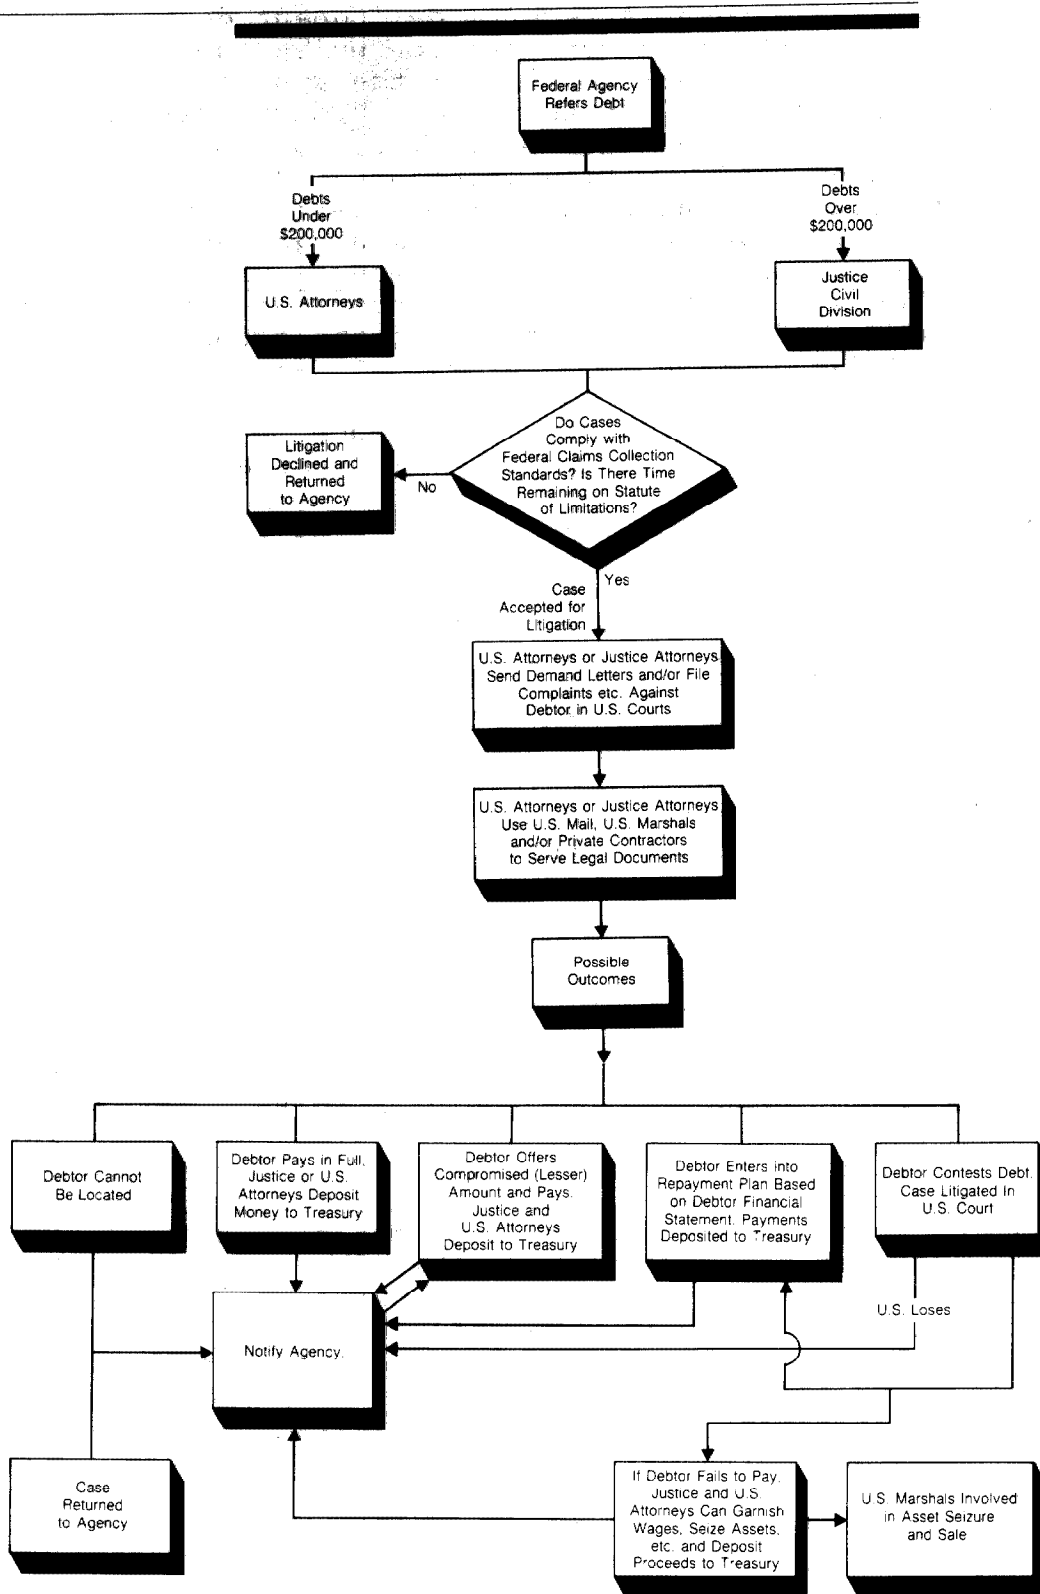 Federal Agency
Refers Debt
Debts
Under
$200,000
Debts
Over
$200,000
U.S. Attorneys
Justice
Civil
Division
Do Cases
Comply with
Federal Claims Collection
Standards? Is There Time
Remaining on Statute
of Limitations?
Litigation
Declined and
Returned
to Agency
No
Yes
Case
Accepted for
Litigation
U.S. Attorneys or Justice Attorneys
Send Demand Letters and/or File
Complaints etc. Against
Debtor in U.S. Courts
U.S. Attorneys or Justice Attorneys
Use U.S. Mail, U.S. Marshals
and/or Private Contractors
to Serve Legal Documents
Possible
Outcomes
Debtor Cannot
Be Located
Debtor Pays in Full,
Justice or U.S.
Attorneys Deposit
Money to Treasury
Debtor Offers
Compromised (Lesser)
Amount and Pays.
Justice and
U.S. Attorneys
Deposit to Treasury
Debtor Enters into
Repayment Plan Based
on Debtor Financial
Statement. Payments
Deposited to Treasury
Debtor Contests Debt.
Case Litigated In
U.S. Court
U.S. Loses
Notify Agency.
Case
Returned
to Agency
If Debtor Fails to Pay,
Justice and U.S.
Attorneys Can Garnish
Wages, Seize Assets,
etc. and Deposit
Proceeds to Treasury
U.S. Marshals Involved
in Asset Seizure
and Sale